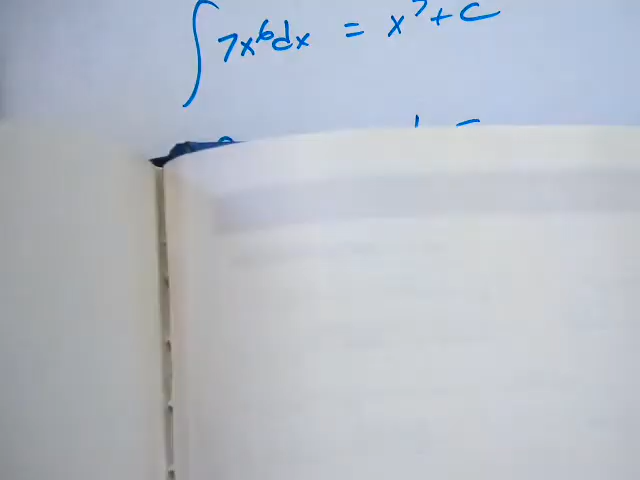 ∫ 7x⁶dx = x⁷+c